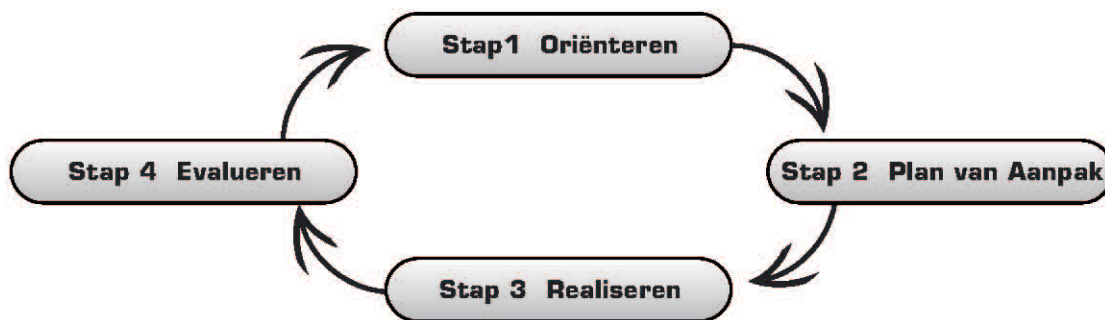 Stap1 Oriënteren
Stap 2 Plan van Aanpak
Stap 3 Realiseren
Stap 4 Evalueren